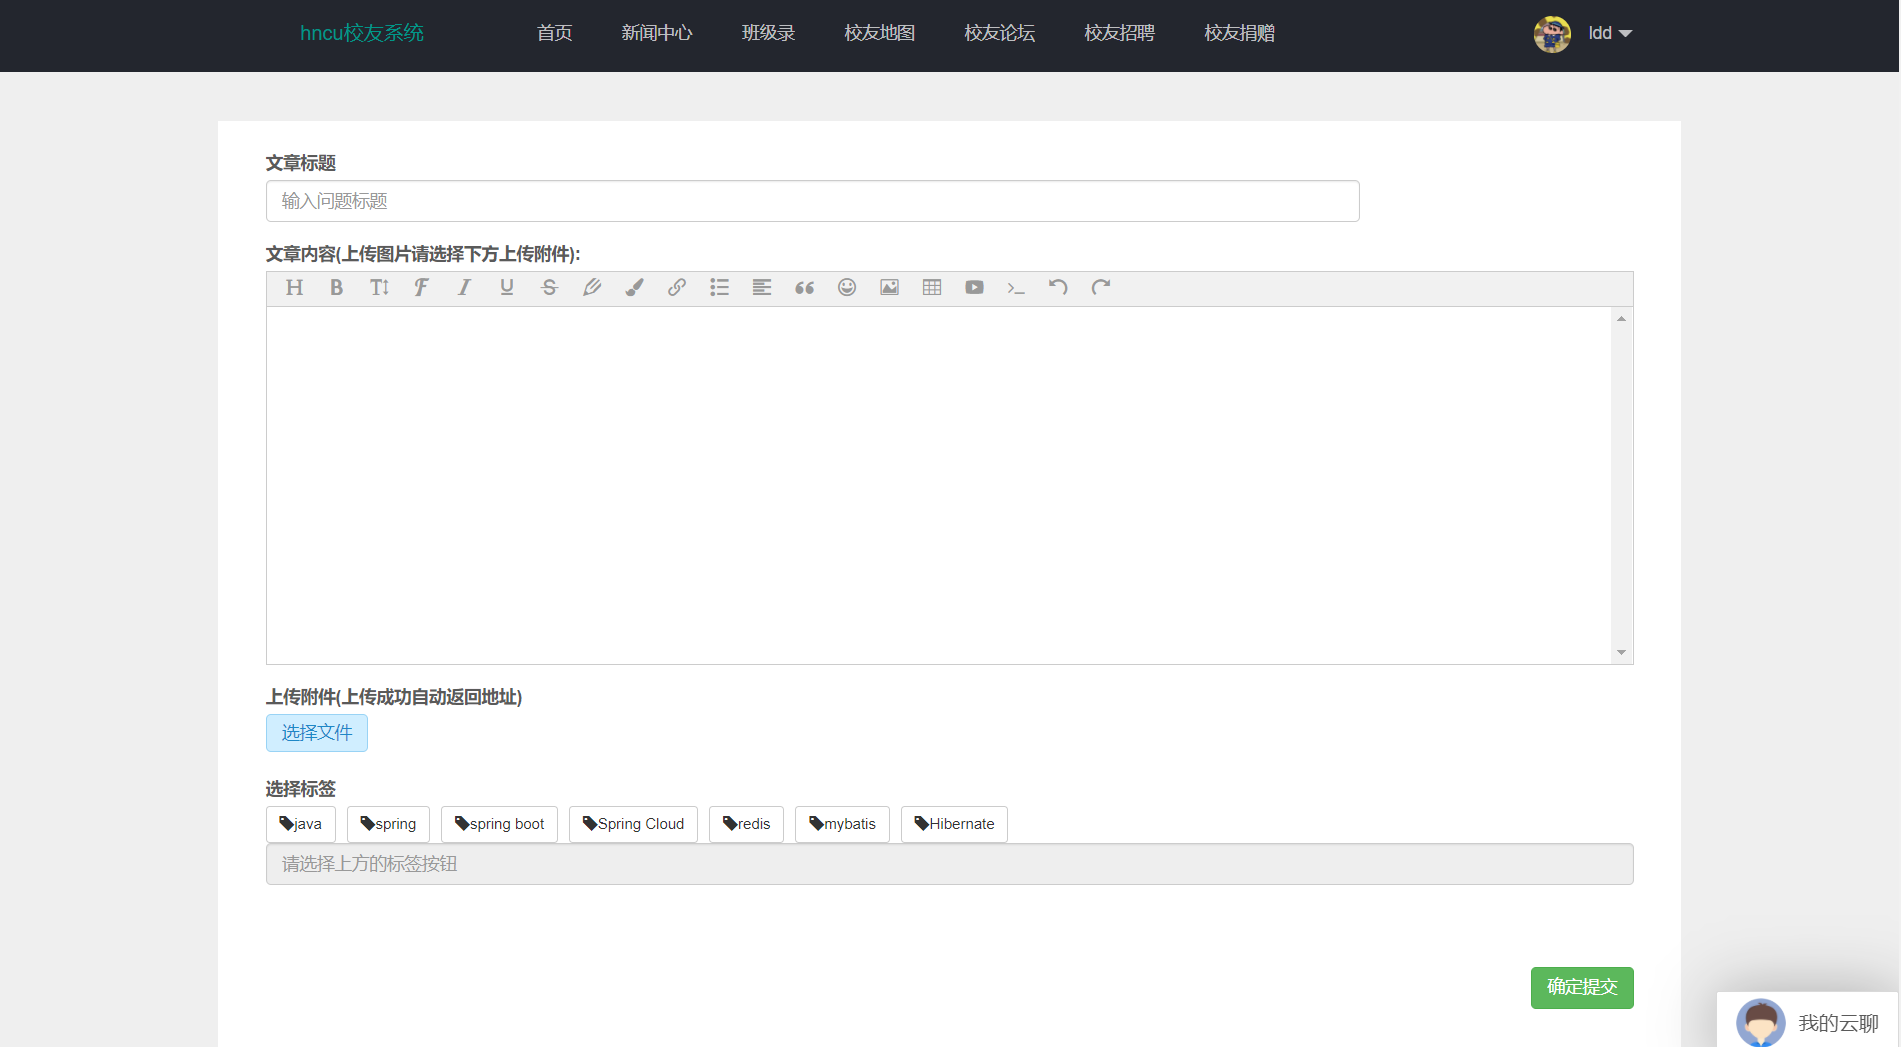 hncu校友系统 首页 新闻中心 班级录 校友地图 校友论坛 校友招聘 校友捐赠 ldd
文章标题
输入问题标题
文章内容(上传图片请选择下方上传附件):
上传附件(上传成功自动返回地址)
选择文件
选择标签
java spring spring boot Spring Cloud redis mybatis Hibernate
请选择上方的标签按钮
确定提交
我的云聊